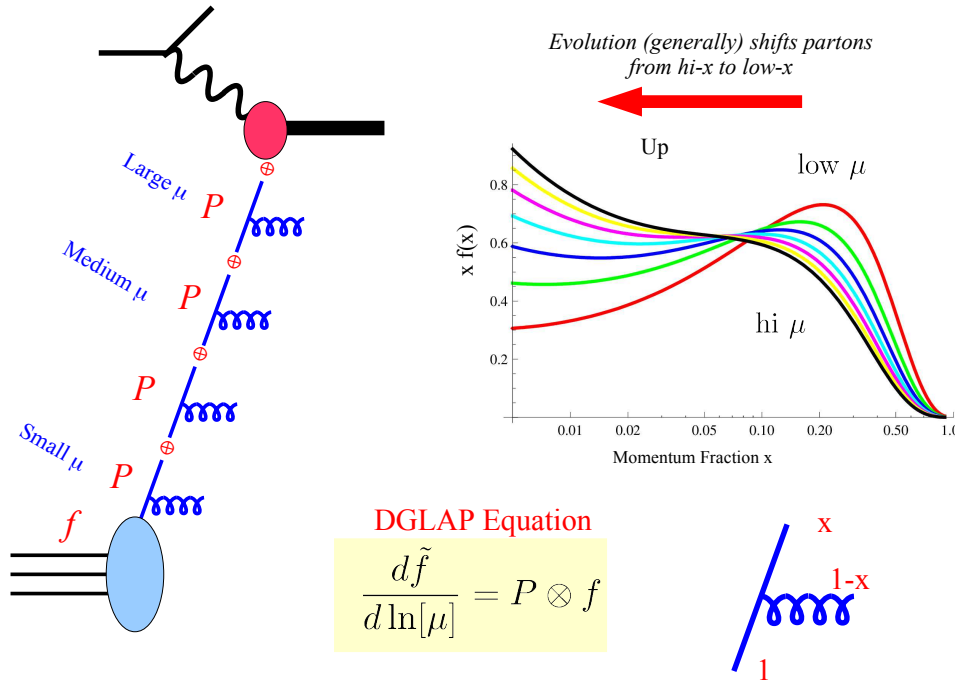 Evolution (generally) shifts partons
from hi-x to low-x
Up
low μ
hi μ
x f(x)
0.8
0.6
0.4
0.2
0.01
0.02
0.05
0.10
0.20
0.50
1.0
Momentum Fraction x
Large μ
P
⊕
Medium μ
P
⊕
P
⊕
Small μ
P
⊕
f
DGLAP Equation
d f̃ / d ln[μ] = P ⊗ f
x
1-x
1